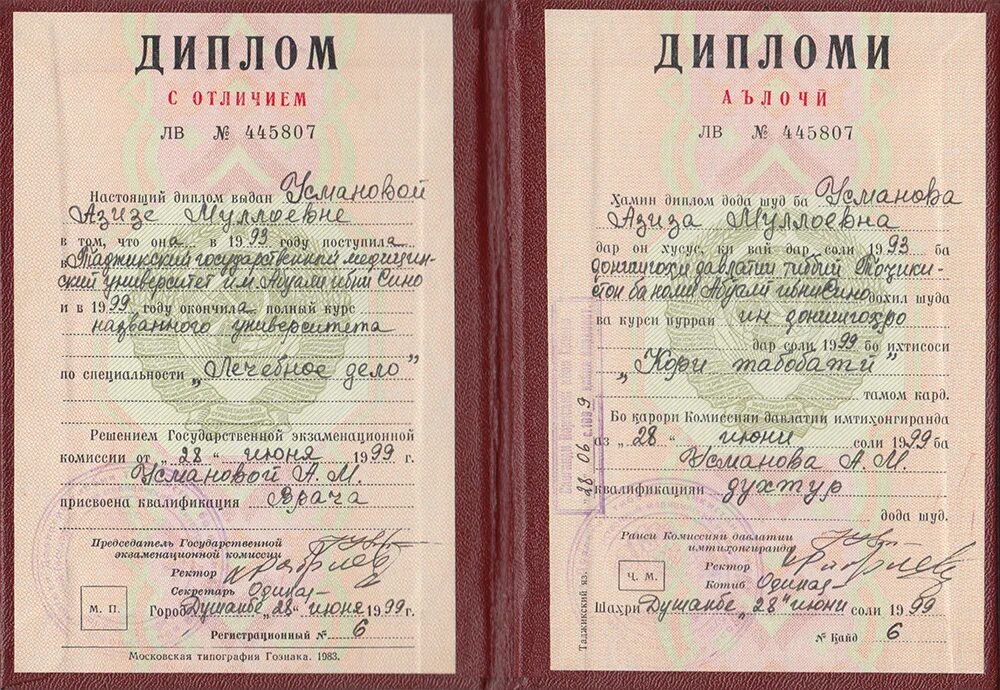 ДИПЛОМ
С ОТЛИЧИЕМ
ЛВ № 445807
Настоящий диплом выдан Усмановой
Азизе Муллоевне
в том, что она в 1993 году поступила
в Таджикский государственный медицин-
ский университет им. Абуали ибни Сино
и в 1999 году окончила полный курс
названного университета
по специальности „Лечебное дело"
Решением Государственной экзаменационной
комиссии от „28" июня 1999 г.
Усмановой А.М.
присвоена квалификация Врача
Председатель Государственной
экзаменационной комиссии
Ректор
Секретарь
М. П.
Город Душанбе „28" июня 1999 г.
Регистрационный № 6
Московская типография Гознака. 1983.
ДИПЛОМИ
АЪЛОЧӢ
ЛВ № 445807
Ҳамин диплом дода шуд ба Усманова
Азиза Муллоевна
дар он хусус, ки вай дар соли 1993 ба
донишгоҳи давлатии тиббии Тоҷики-
стон ба номи Абуали ибни Сино дохил шуда
ва курси пурраи ин донишгоҳро
дар соли 1999 бо ихтисоси
„Кори табобатӣ"
тамом кард.
Бо қарори Комиссияи давлатии имтиҳонгиранда
аз „28" июни соли 1999 ба
Усманова А.М.
квалификацияи духтур
дода шуд.
Раиси Комиссияи давлатии
имтиҳонгиранда
Ректор
Котиб
Ҷ. М.
Шаҳри Душанбе „28" июни соли 1999
№ Қайд 6
Таджикский яз.
28 06 с.1999